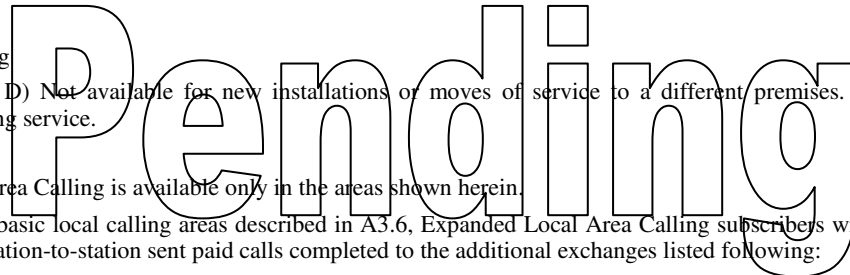 Pending
g
D) Not available for new installations or moves of service to a different premises.
ng service.
rea Calling is available only in the areas shown herein.
basic local calling areas described in A3.6, Expanded Local Area Calling subscribers w
ation-to-station sent paid calls completed to the additional exchanges listed following: